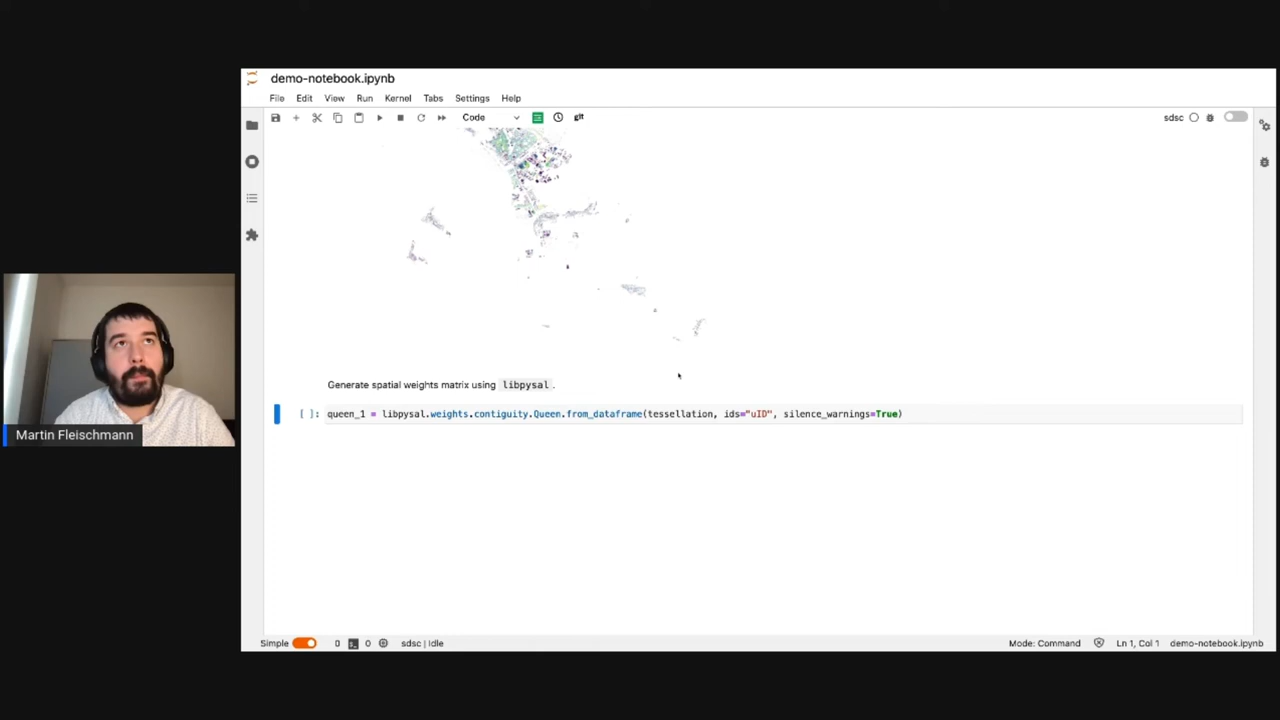 demo-notebook.ipynb
File Edit View Run Kernel Tabs Settings Help
Code git sdsc
Generate spatial weights matrix using libpysal.
[ ]: queen_1 = libpysal.weights.contiguity.Queen.from_dataframe(tessellation, ids="uID", silence_warnings=True)
Martin Fleischmann
Simple 0 0 sdsc | Idle Mode: Command Ln 1, Col 1 demo-notebook.ipynb